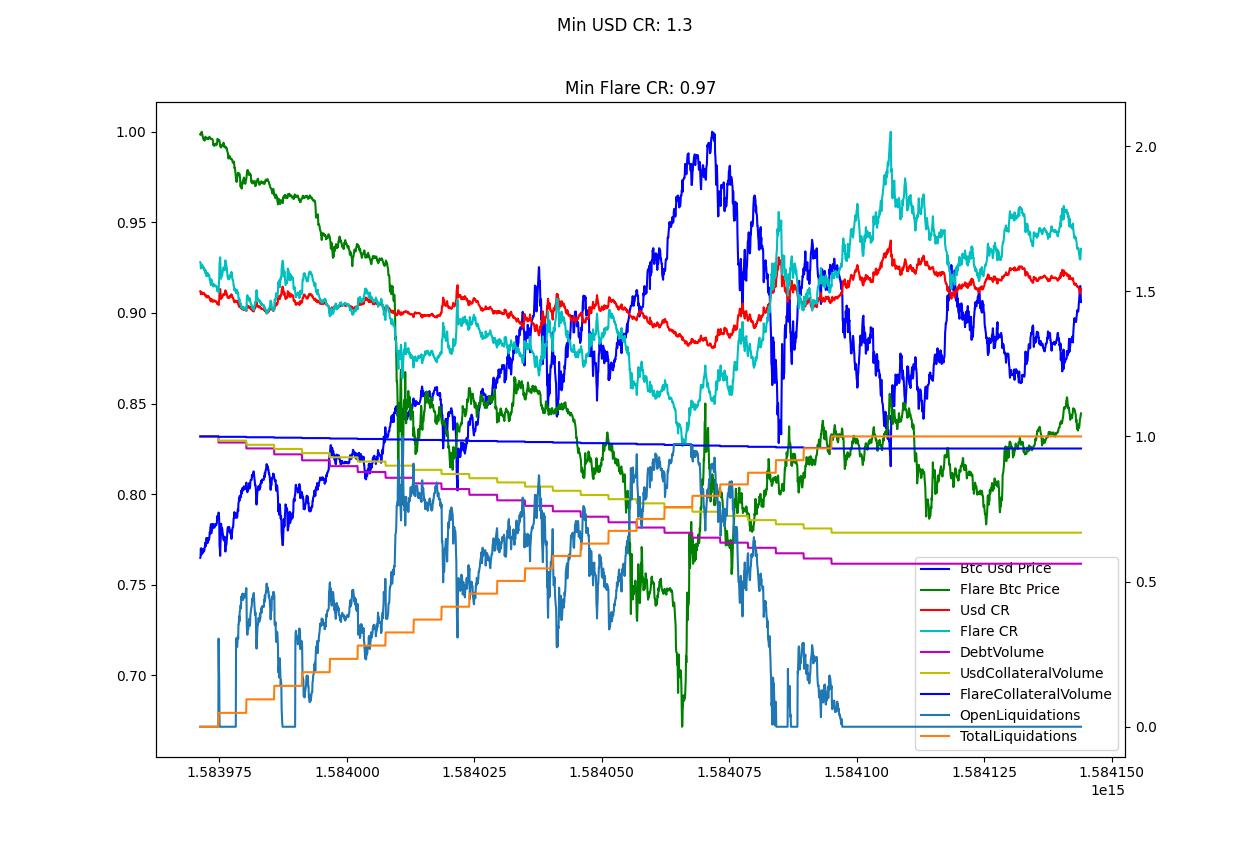 Min USD CR: 1.3
Min Flare CR: 0.97
1.00
0.95
0.90
0.85
0.80
0.75
0.70
2.0
1.5
1.0
0.5
0.0
Btc Usd Price
Flare Btc Price
Usd CR
Flare CR
DebtVolume
UsdCollateralVolume
FlareCollateralVolume
OpenLiquidations
TotalLiquidations
1.583975 1.584000 1.584025 1.584050 1.584075 1.584100 1.584125 1.584150
1e15